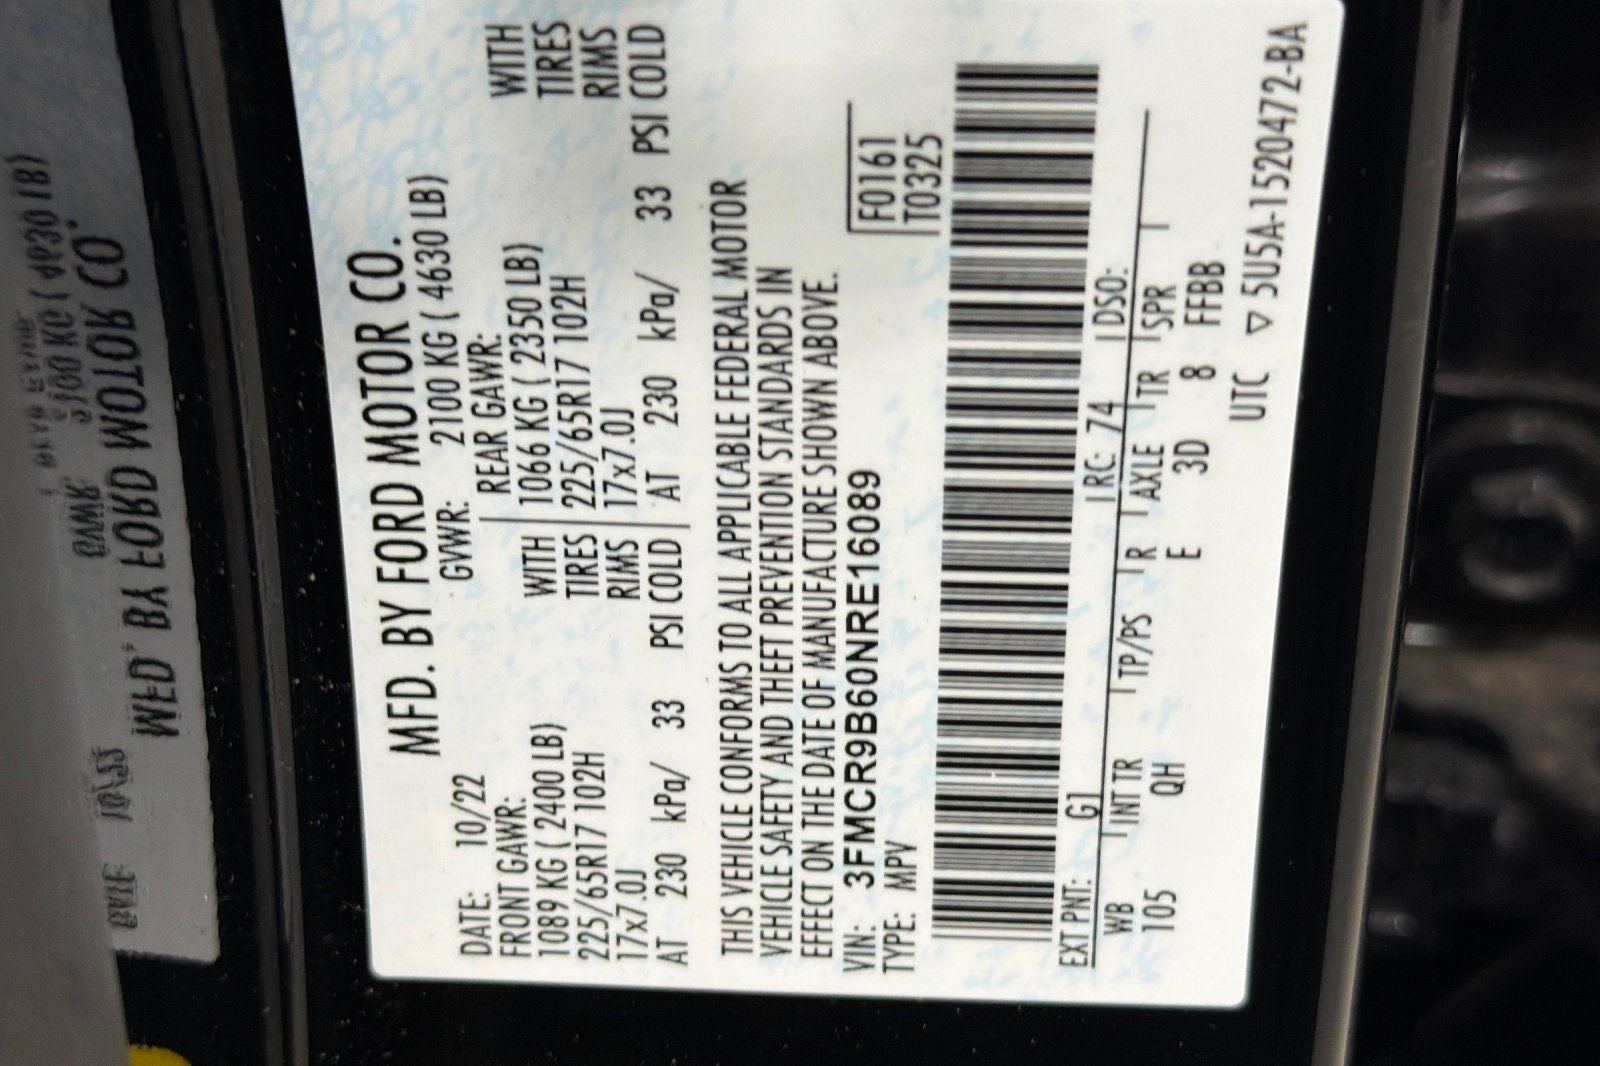 MFD. BY FORD MOTOR CO.
DATE: 10/22 GVWR: 2100 KG ( 4630 LB)
FRONT GAWR: REAR GAWR:
1089 KG ( 2400 LB) WITH 1066 KG ( 2350 LB) WITH
225/65R17 102H TIRES 225/65R17 102H TIRES
17x7.0J RIMS 17x7.0J RIMS
AT 230 kPa/ 33 PSI COLD AT 230 kPa/ 33 PSI COLD
THIS VEHICLE CONFORMS TO ALL APPLICABLE FEDERAL MOTOR
VEHICLE SAFETY AND THEFT PREVENTION STANDARDS IN
EFFECT ON THE DATE OF MANUFACTURE SHOWN ABOVE.
VIN: 3FMCR9B60NRE16089 F0161
TYPE: MPV T0325
EXT PNT: G1 RC: 74 DSO:
WB INT TR TP/PS R AXLE TR SPR
105 QH E 3D 8 FFBB
UTC ▽ 5U5A-1520472-BA